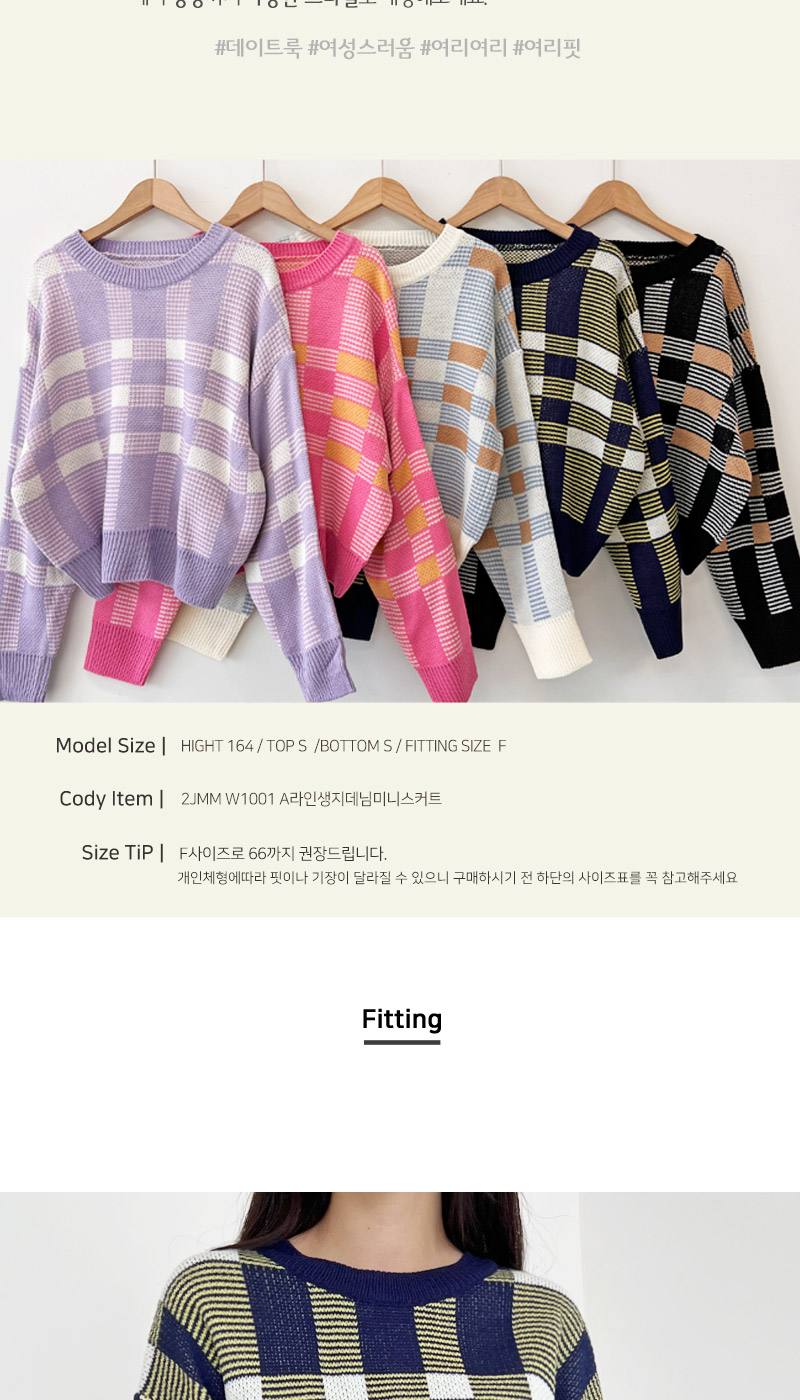 #데이트룩 #여성스러움 #여리여리 #여리핏
Model Size | HIGHT 164 / TOP S /BOTTOM S / FITTING SIZE F
Cody Item | 2JMM W1001 A라인생지데님미니스커트
Size TiP | F사이즈로 66까지 권장드립니다.
개인체형에따라 핏이나 기장이 달라질 수 있으니 구매하시기 전 하단의 사이즈표를 꼭 참고해주세요
Fitting